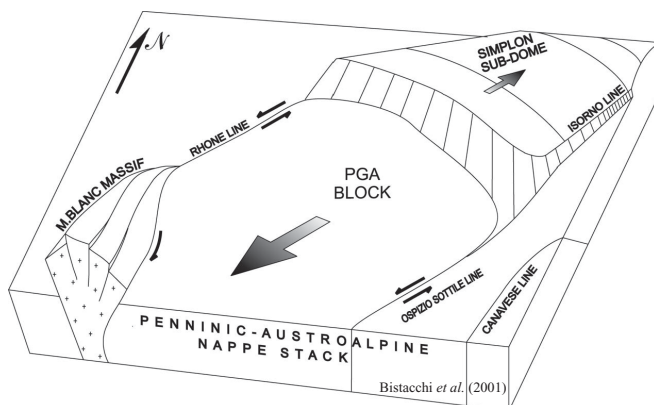 N
SIMPLON
SUB-DOME
ISORNO LINE
RHONE LINE
M.BLANC MASSIF
PGA
BLOCK
OSPIZIO SOTTILE LINE
CANAVESE LINE
PENNINIC-AUSTROALPINE
NAPPE STACK
Bistacchi et al. (2001)